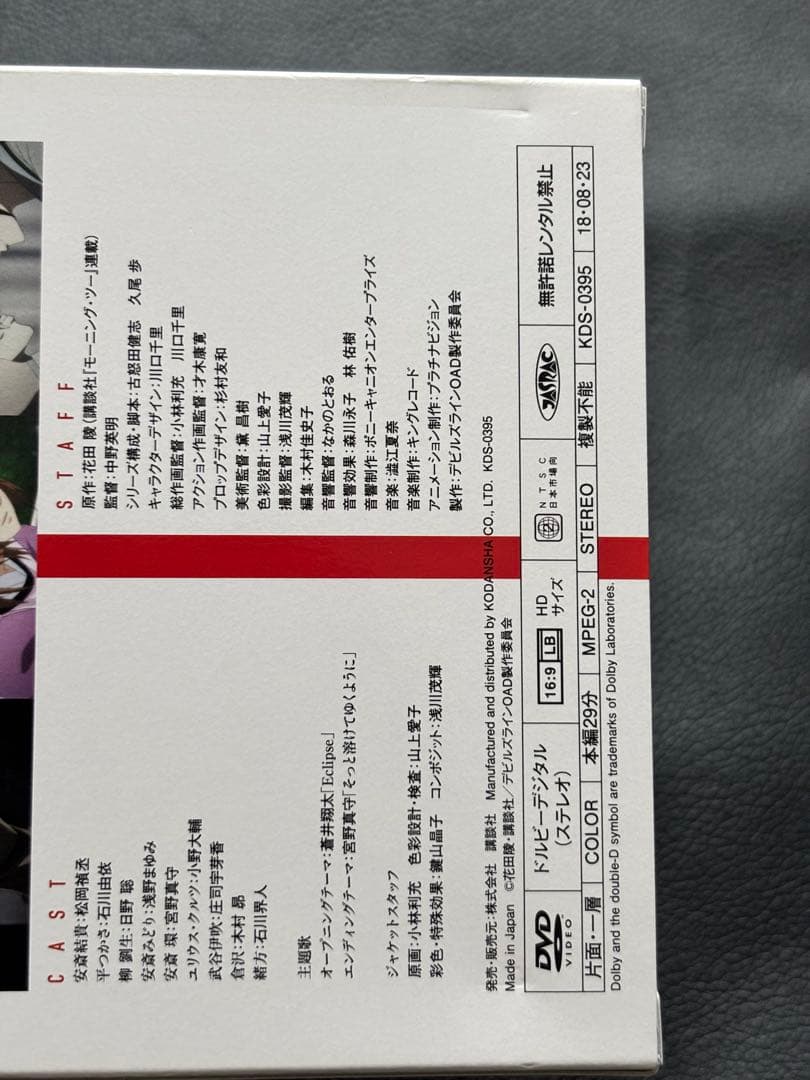 CAST
安斎結貴:松岡禎丞
平つかさ:石川由依
柳 劉生:日野 聡
安斎みどり:浅野まゆみ
安斎 環:宮野真守
ユリウス・クルツ:小野大輔
武谷伊吹:庄司宇芽香
倉沢:木村 昴
緒方:石川界人
主題歌
オープニングテーマ:蒼井翔太「Eclipse」
エンディングテーマ:宮野真守「そっと溶けてゆくように」
ジャケットスタッフ
原画:小林利充 色彩設計・検査:山上愛子
彩色・特殊効果:鍵山晶子 コンポジット:浅川茂輝
STAFF
原作:花田 陵(講談社『モーニング・ツー』連載)
監督:中野英明
シリーズ構成・脚本:古怒田健志 久尾 歩
キャラクターデザイン:川口千里
総作画監督:小林利充 川口千里
アクション作画監督:才木康寛
プロップデザイン:杉村友和
美術監督:黛 昌樹
色彩設計:山上愛子
撮影監督:浅川茂輝
編集:木村佳史子
音響監督:なかのとおる
音響効果:森川永子 林 佑樹
音響制作:ポニーキャニオンエンタープライズ
音楽:澁江夏奈
音楽制作:キングレコード
アニメーション制作:プラチナビジョン
製作:デビルズラインOAD製作委員会
発売・販売元:株式会社 講談社 Manufactured and distributed by KODANSHA CO., LTD. KDS-0395
Made in Japan ©花田陵・講談社/デビルズラインOAD製作委員会
DVD VIDEO
ドルビーデジタル
(ステレオ)
16:9 LB
HD
サイズ
2
NTSC
日本市場向
JASRAC
無許諾レンタル禁止
片面・一層 COLOR 本編29分 MPEG-2 STEREO 複製不能 KDS-0395 18・08・23
Dolby and the double-D symbol are trademarks of Dolby Laboratories.